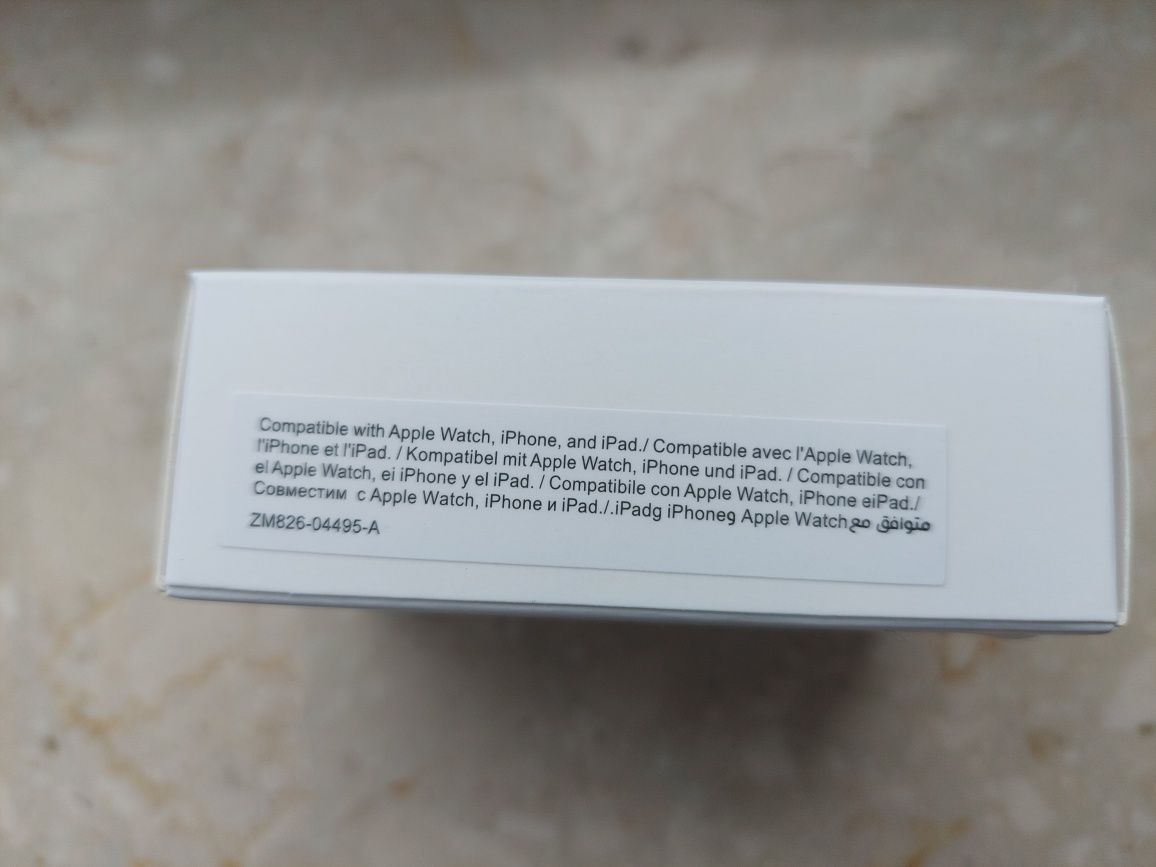 Compatible with Apple Watch, iPhone, and iPad./ Compatible avec l'Apple Watch,
l'iPhone et l'iPad. / Kompatibel mit Apple Watch, iPhone und iPad. / Compatible con
el Apple Watch, ei iPhone y el iPad. / Compatibile con Apple Watch, iPhone eiPad./
Совместим с Apple Watch, iPhone и iPad./.iPadو iPhoneو Apple Watchمتوافق مع
ZM826-04495-A